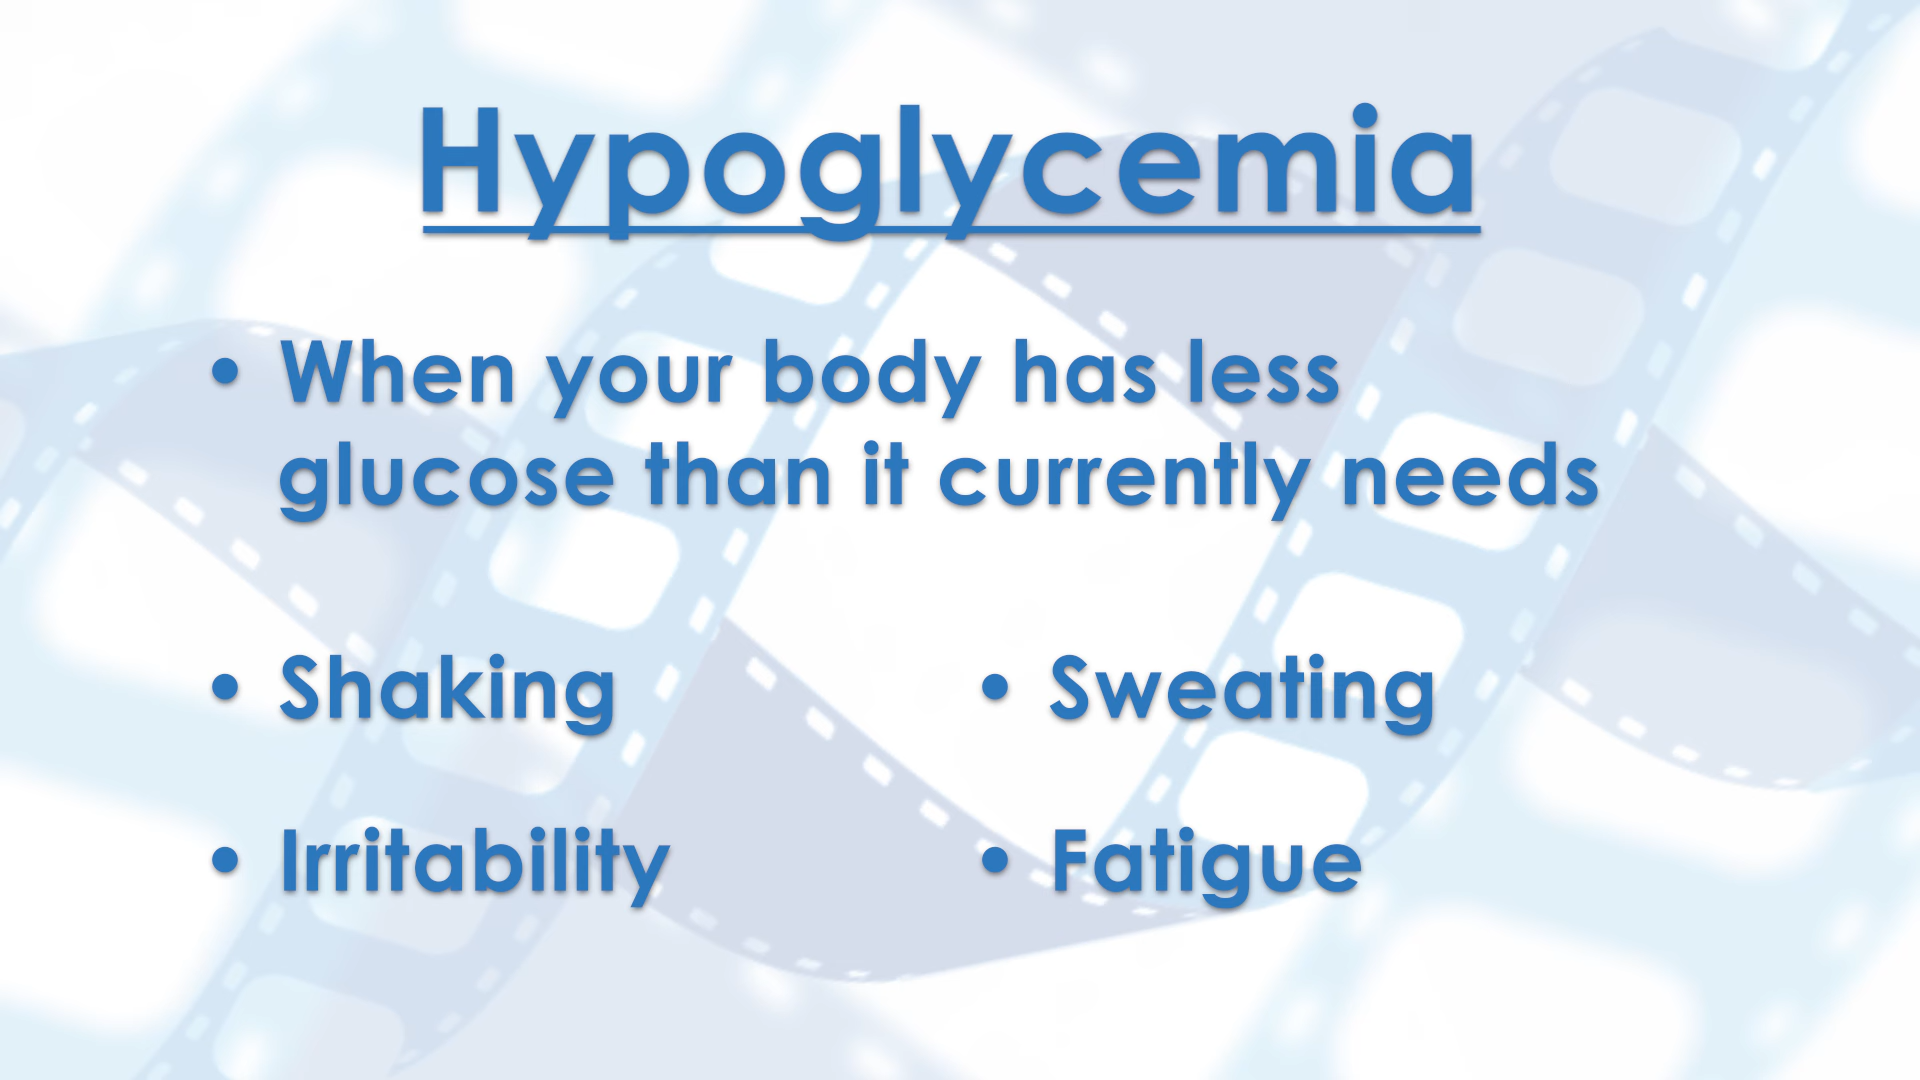 Hypoglycemia
• When your body has less
glucose than it currently needs
• Shaking
• Sweating
• Irritability
• Fatigue